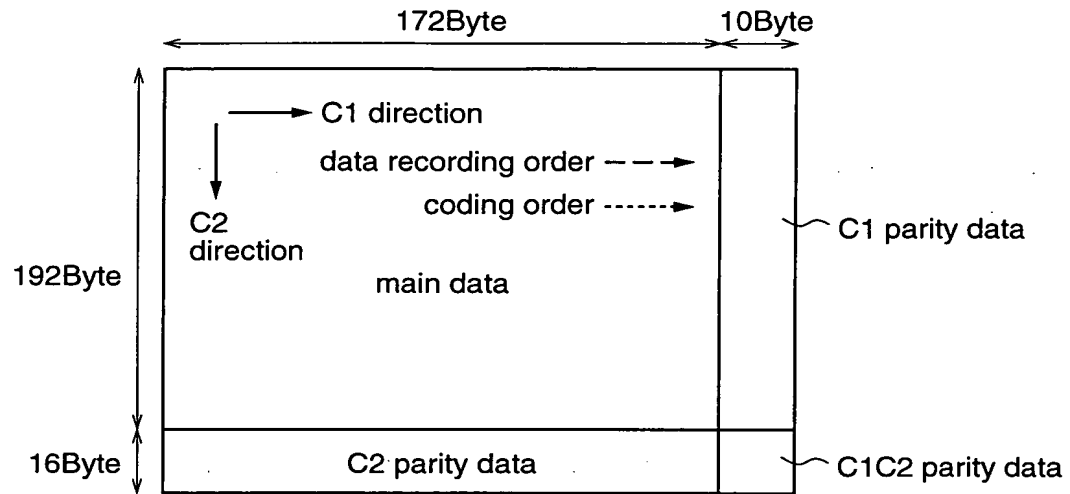 172Byte
10Byte
C1 direction
data recording order
coding order
C2
direction
C1 parity data
192Byte
main data
16Byte
C2 parity data
C1C2 parity data